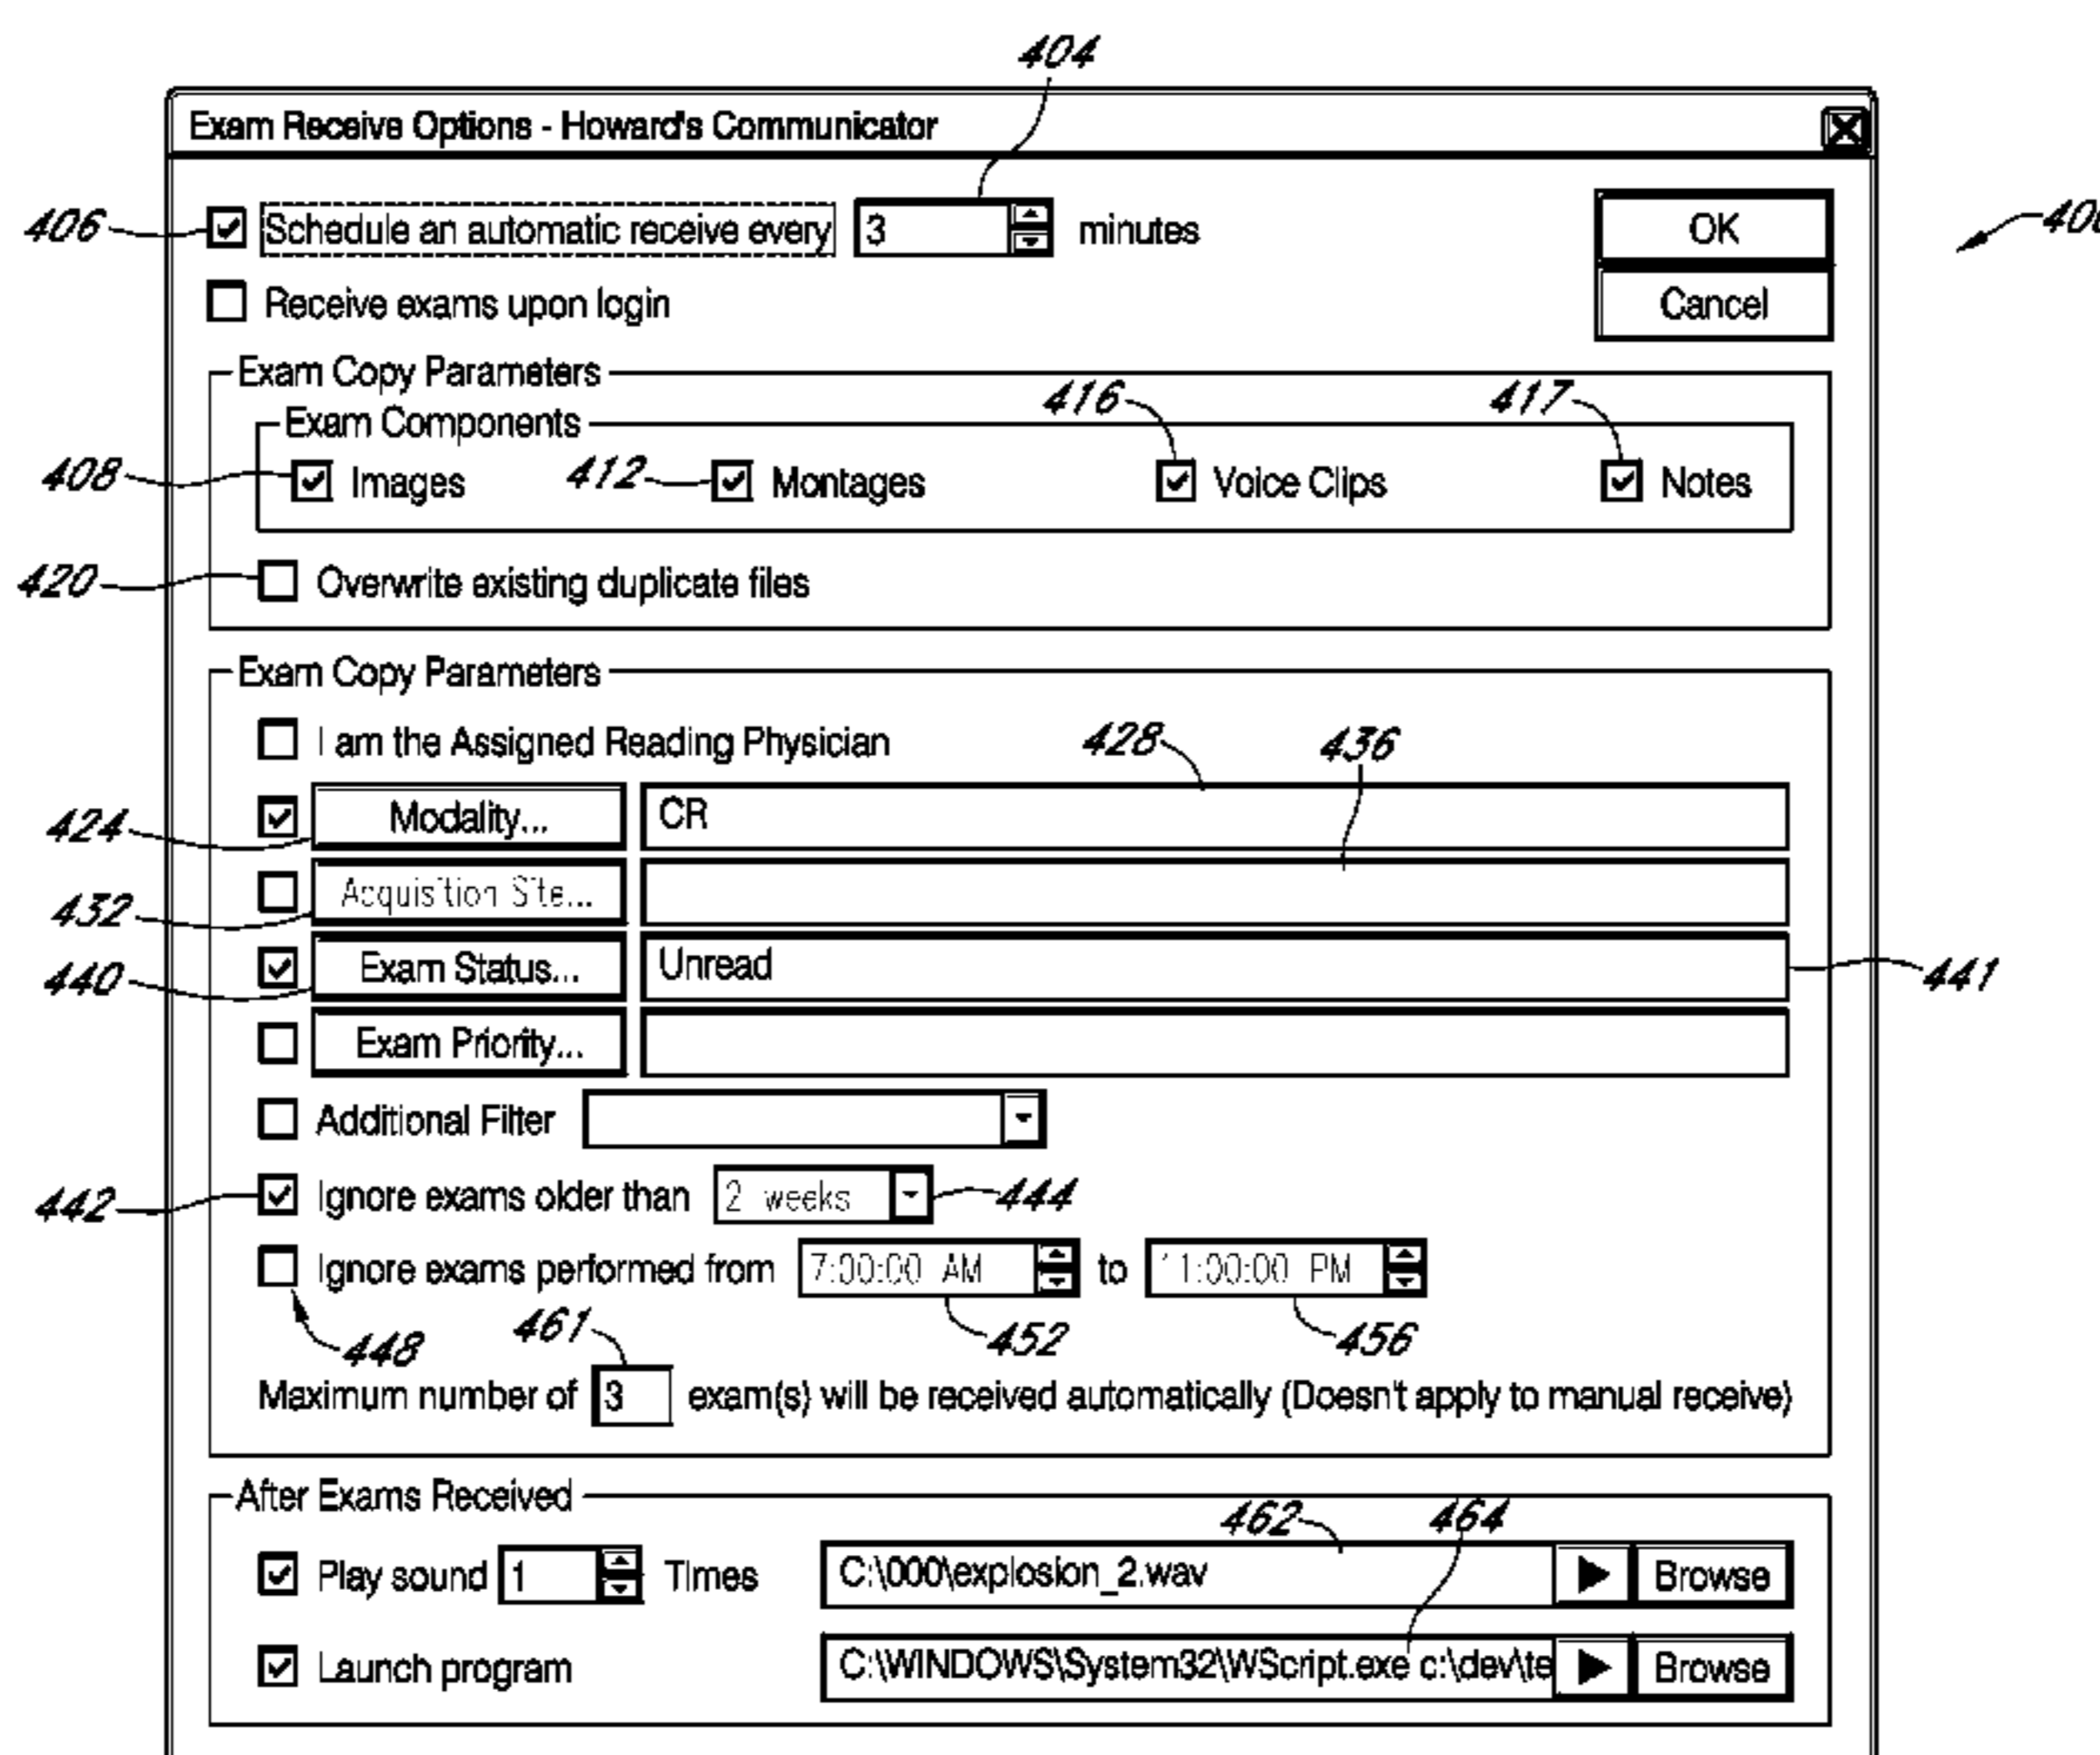 404
Exam Receive Options - Howard's Communicator
406 Schedule an automatic receive every 3 minutes OK
Receive exams upon login Cancel
Exam Copy Parameters
416 417
Exam Components
408 Images 412 Montages Voice Clips Notes
420 Overwrite existing duplicate files
Exam Copy Parameters
I am the Assigned Reading Physician 428 436
424 Modality... CR
432 Acquisition Site...
440 Exam Status... Unread 441
Exam Priority...
Additional Filter
442 Ignore exams older than 2 weeks 444
Ignore exams performed from 7:00:00 AM to 11:00:00 PM
448 461 452 456
Maximum number of 3 exam(s) will be received automatically (Doesn't apply to manual receive)
After Exams Received
462 464
Play sound 1 Times C:\000\explosion_2.wav Browse
Launch program C:\WINDOWS\System32\WScript.exe c:\dev\te Browse